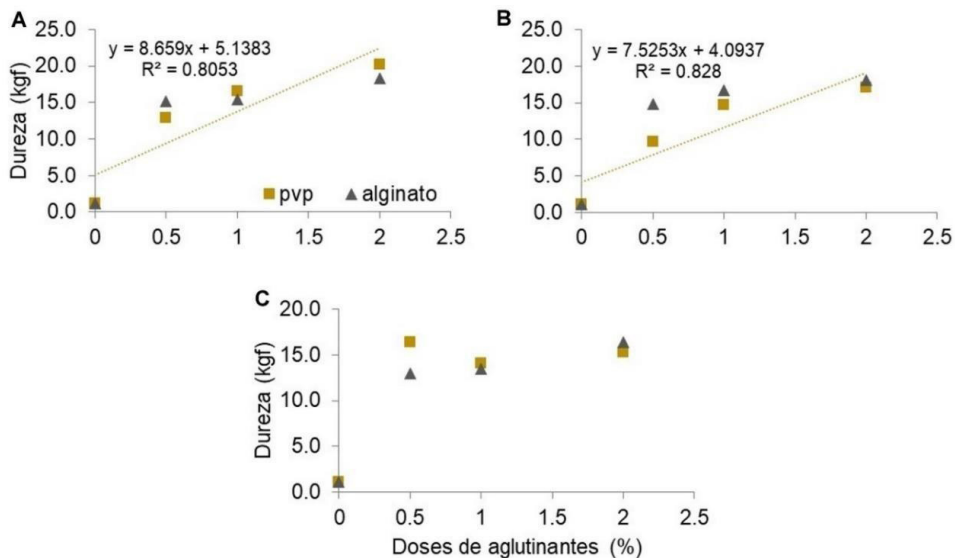 A
y = 8.659x + 5.1383
R² = 0.8053
Dureza (kgf)
25.0
20.0
15.0
10.0
5.0
0.0
pvp alginato
0 0.5 1 1.5 2 2.5
B
y = 7.5253x + 4.0937
R² = 0.828
25.0
20.0
15.0
10.0
5.0
0.0
0 0.5 1 1.5 2 2.5
C
Dureza (kgf)
20.0
15.0
10.0
5.0
0.0
0 0.5 1 1.5 2 2.5
Doses de aglutinantes (%)